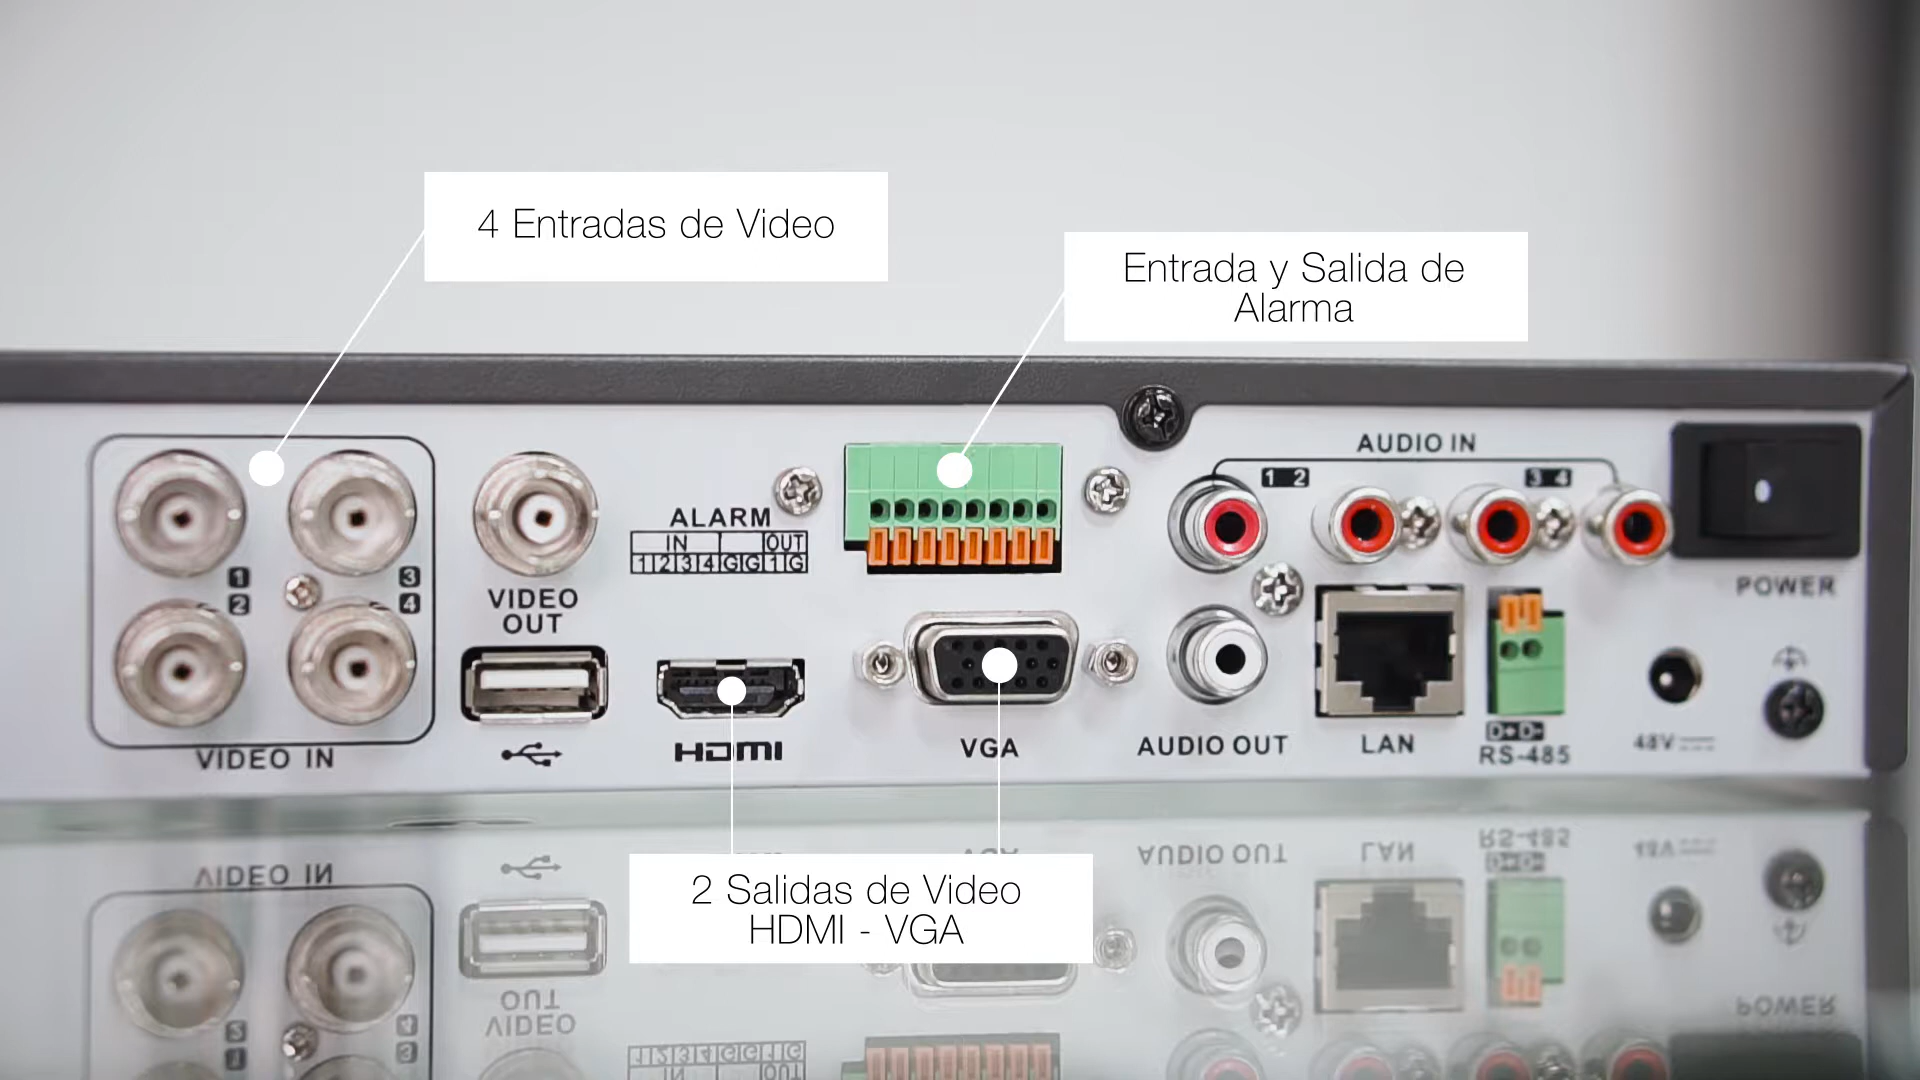 4 Entradas de Video
Entrada y Salida de
Alarma
AUDIO IN
1 2
3 4
ALARM
IN OUT
1 2 3 4 G G 1 G
1
2
3
4
VIDEO
OUT
POWER
VIDEO IN
HDMI
VGA
AUDIO OUT
LAN
D+ D-
RS-485
48V
2 Salidas de Video
HDMI - VGA